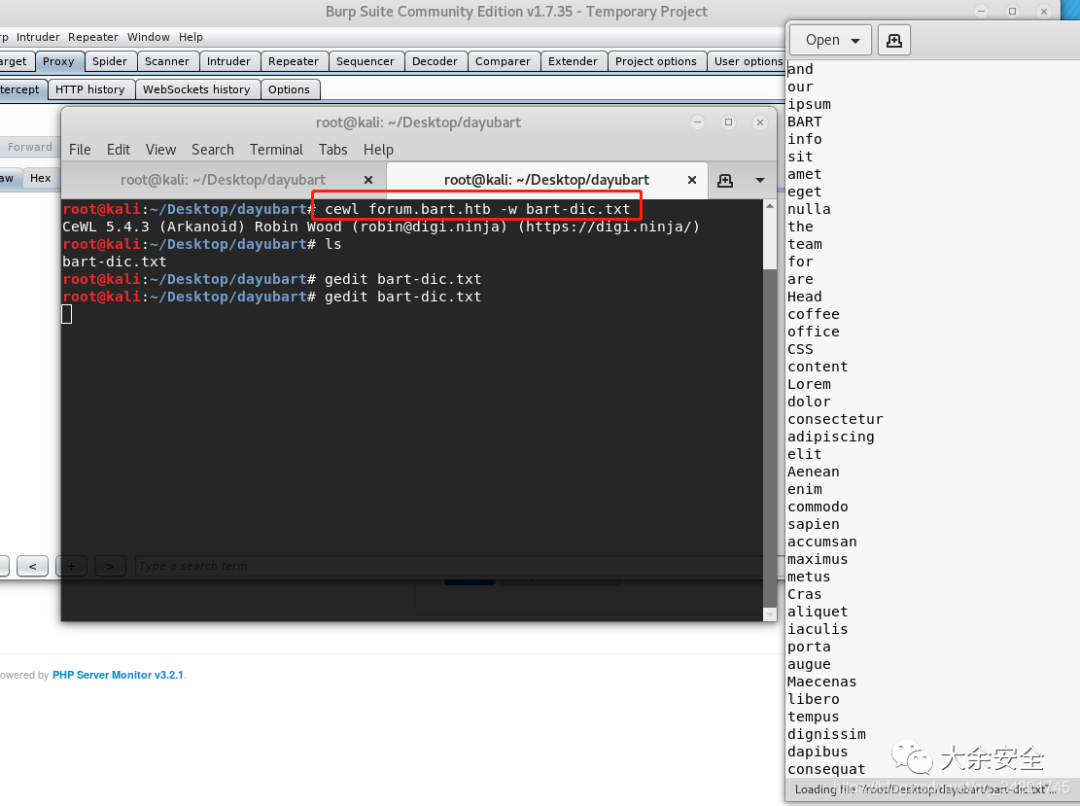 Burp Suite Community Edition v1.7.35 - Temporary Project
rp Intruder Repeater Window Help
arget Proxy Spider Scanner Intruder Repeater Sequencer Decoder Comparer Extender Project options User options
tercept HTTP history WebSockets history Options
Forward
aw Hex
root@kali: ~/Desktop/dayubart
File Edit View Search Terminal Tabs Help
root@kali: ~/Desktop/dayubart × root@kali: ~/Desktop/dayubart ×
root@kali:~/Desktop/dayubart# cewl forum.bart.htb -w bart-dic.txt
CeWL 5.4.3 (Arkanoid) Robin Wood (robin@digi.ninja) (https://digi.ninja/)
root@kali:~/Desktop/dayubart# ls
bart-dic.txt
root@kali:~/Desktop/dayubart# gedit bart-dic.txt
root@kali:~/Desktop/dayubart# gedit bart-dic.txt
< + > Type a search term
owered by PHP Server Monitor v3.2.1.
Open
and
our
ipsum
BART
info
sit
amet
eget
nulla
the
team
for
are
Head
coffee
office
CSS
content
Lorem
dolor
consectetur
adipiscing
elit
Aenean
enim
commodo
sapien
accumsan
maximus
metus
Cras
aliquet
iaculis
porta
augue
Maecenas
libero
tempus
dignissim
dapibus
consequat
大余安全
Loading file "/root/Desktop/dayubart/bart-dic.txt"…